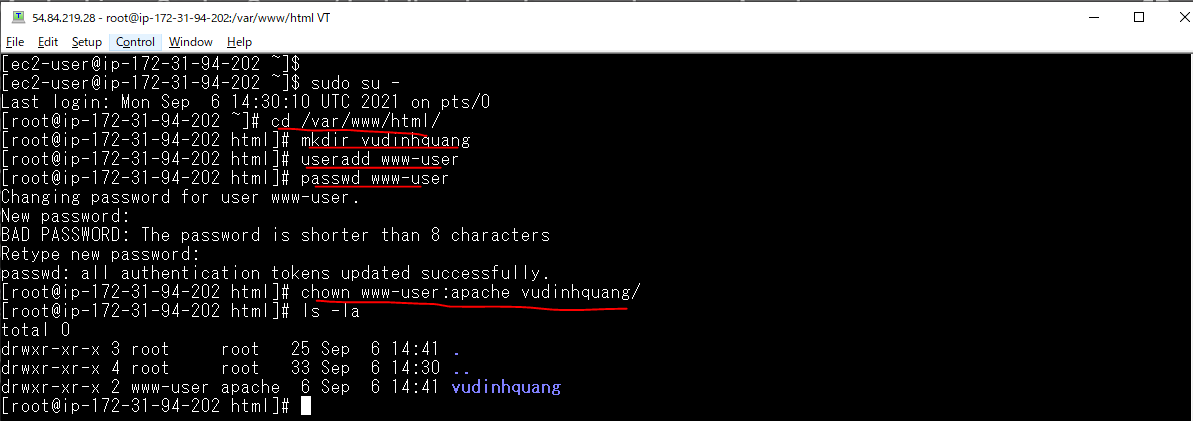 54.84.219.28 - root@ip-172-31-94-202:/var/www/html VT
File Edit Setup Control Window Help
[ec2-user@ip-172-31-94-202 ~]$
[ec2-user@ip-172-31-94-202 ~]$ sudo su -
Last login: Mon Sep  6 14:30:10 UTC 2021 on pts/0
[root@ip-172-31-94-202 ~]# cd /var/www/html/
[root@ip-172-31-94-202 html]# mkdir vudinhquang
[root@ip-172-31-94-202 html]# useradd www-user
[root@ip-172-31-94-202 html]# passwd www-user
Changing password for user www-user.
New password:
BAD PASSWORD: The password is shorter than 8 characters
Retype new password:
passwd: all authentication tokens updated successfully.
[root@ip-172-31-94-202 html]# chown www-user:apache vudinhquang/
[root@ip-172-31-94-202 html]# ls -la
total 0
drwxr-xr-x 3 root     root   25 Sep  6 14:41 .
drwxr-xr-x 4 root     root   33 Sep  6 14:30 ..
drwxr-xr-x 2 www-user apache  6 Sep  6 14:41 vudinhquang
[root@ip-172-31-94-202 html]#